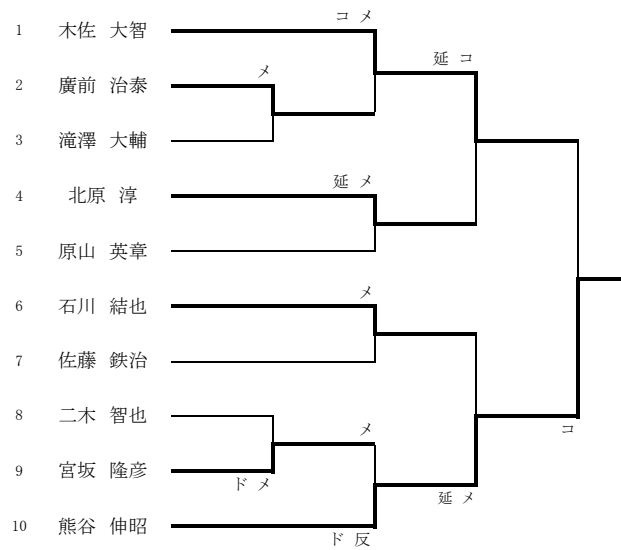 コ メ
1 木佐 大智
延 コ
メ
2 廣前 治泰
3 滝澤 大輔
延 メ
4 北原 淳
5 原山 英章
メ
6 石川 結也
7 佐藤 鉄治
8 二木 智也
メ
コ
9 宮坂 隆彦
ド メ
延 メ
10 熊谷 伸昭
ド 反